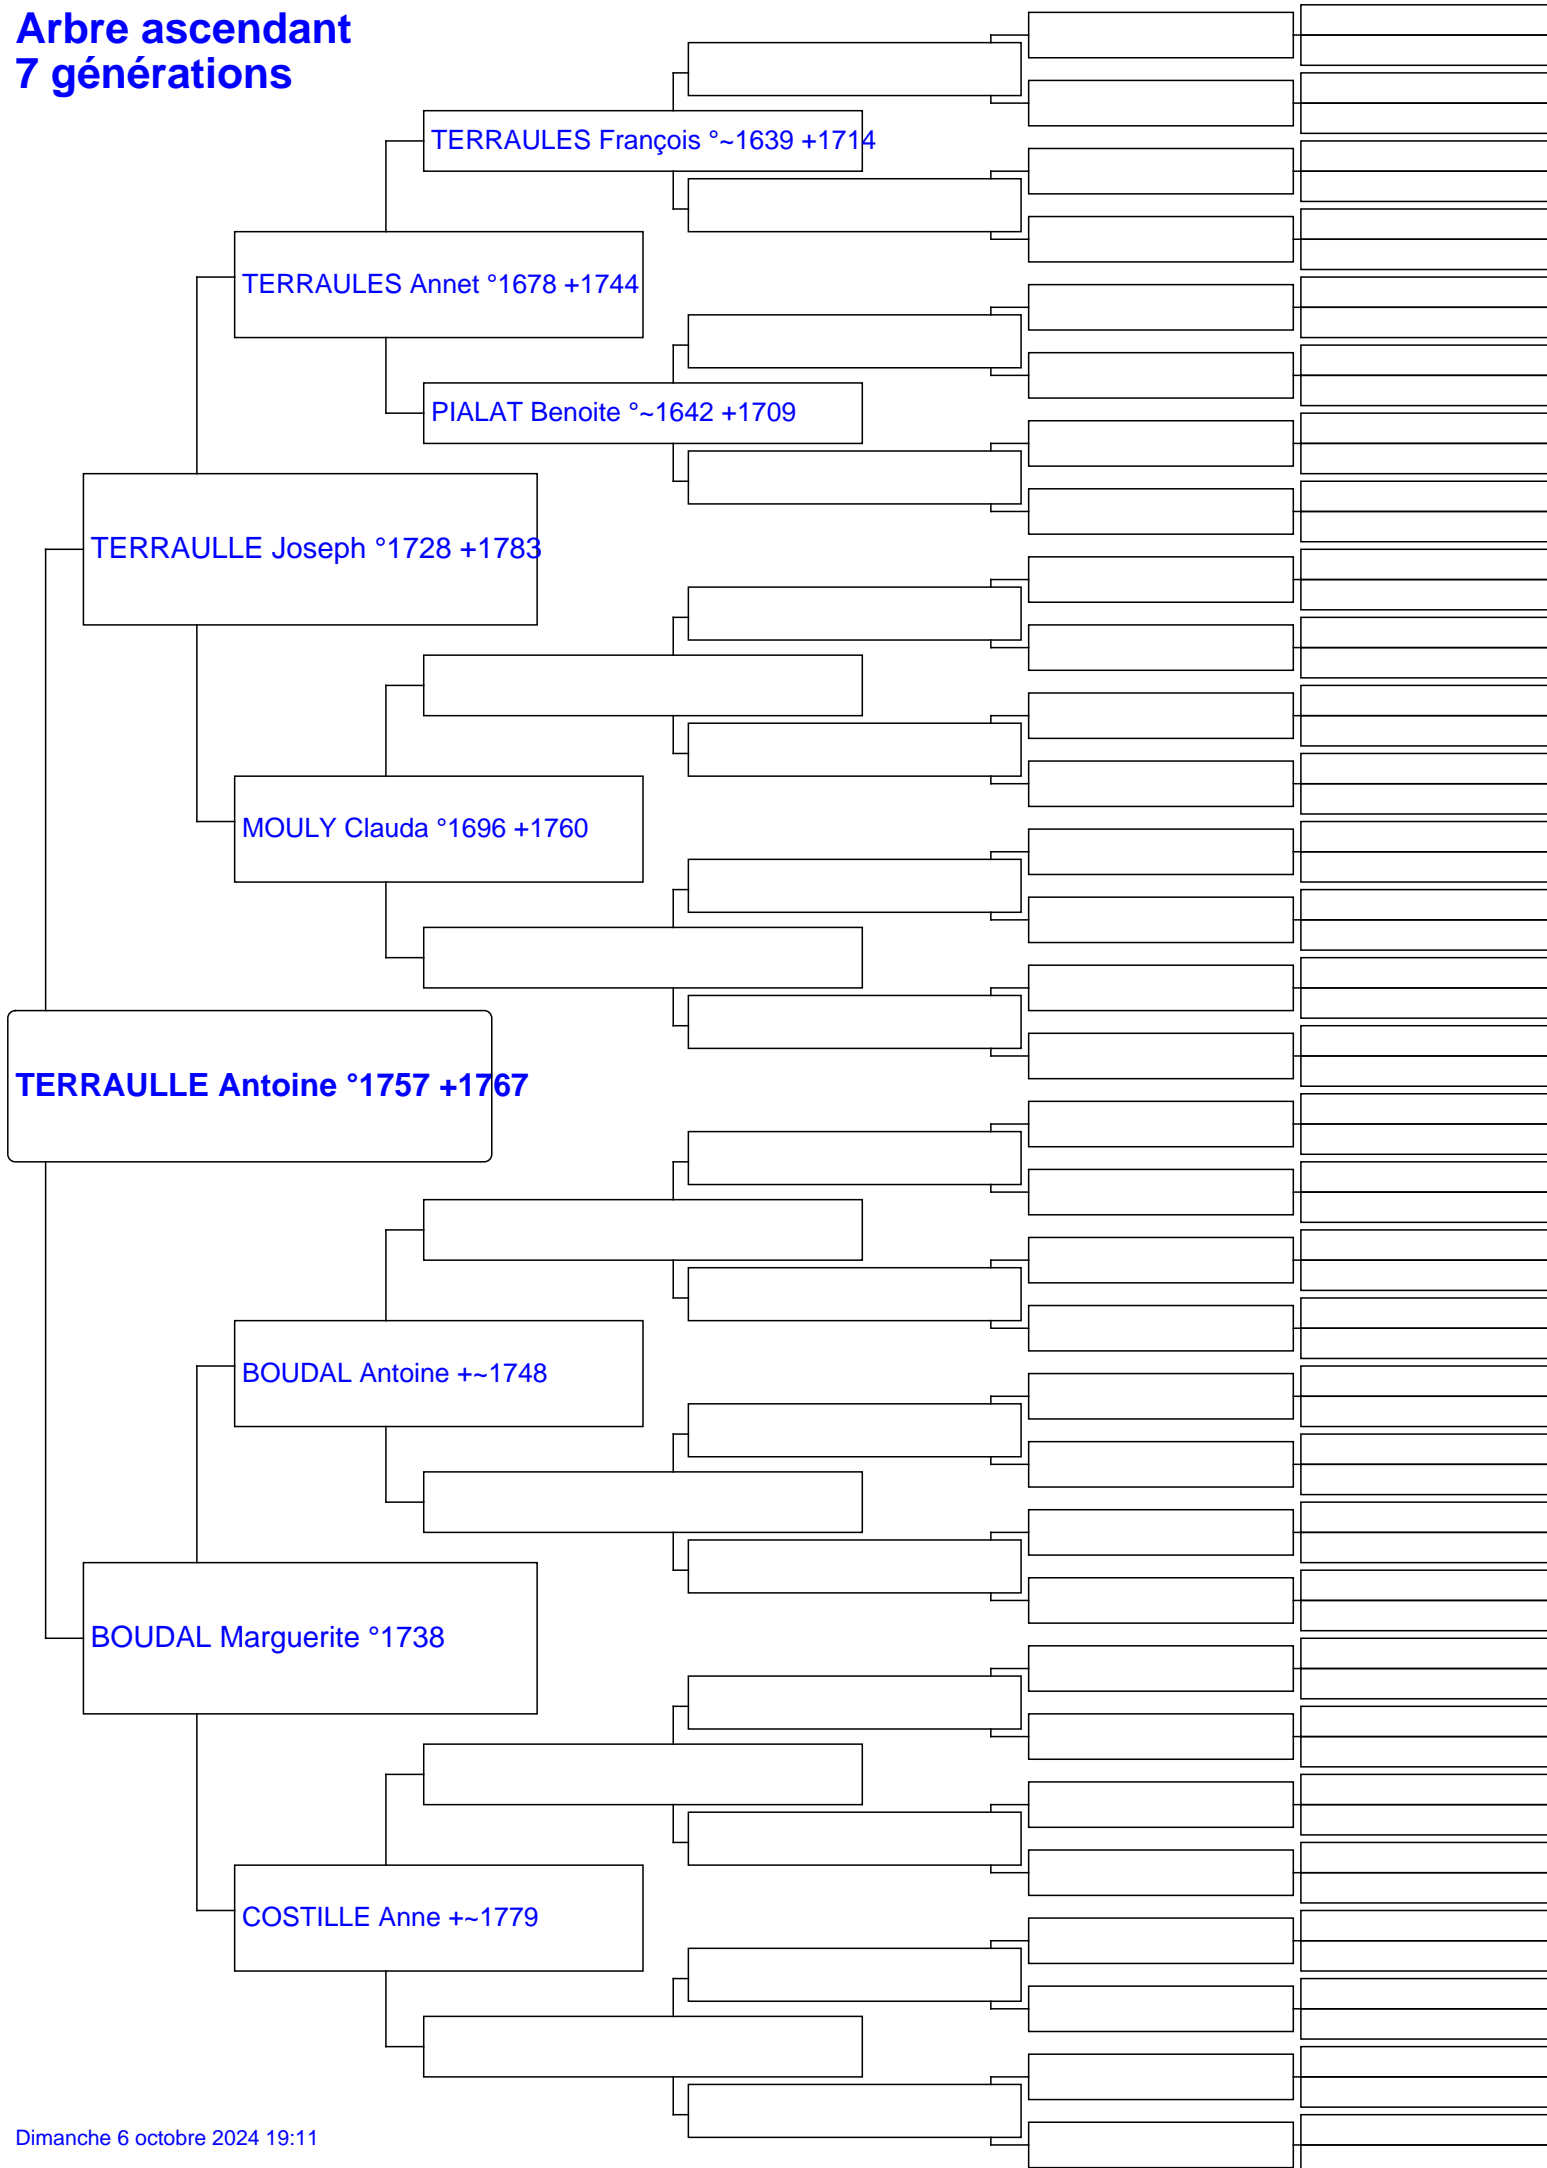 Arbre ascendant
7 générations
TERRAULES François °~1639 +1714
TERRAULES Annet °1678 +1744
PIALAT Benoite °~1642 +1709
TERRAULLE Joseph °1728 +1783
MOULY Clauda °1696 +1760
TERRAULLE Antoine °1757 +1767
BOUDAL Antoine +~1748
BOUDAL Marguerite °1738
COSTILLE Anne +~1779
Dimanche 6 octobre 2024 19:11